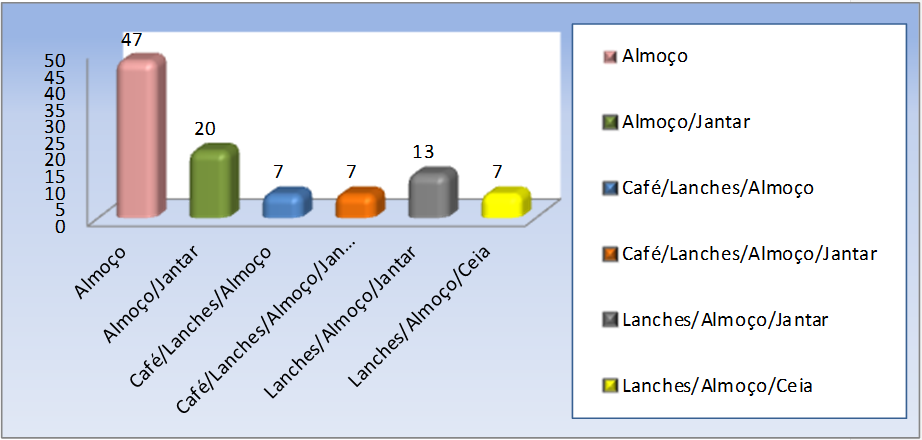 47
20
7
7
13
7
50
45
40
35
30
25
20
15
10
5
0
Almoço
Almoço/Jantar
Café/Lanches/Almoço
Café/Lanches/Almoço/Jan...
Lanches/Almoço/Jantar
Lanches/Almoço/Ceia
Almoço
Almoço/Jantar
Café/Lanches/Almoço
Café/Lanches/Almoço/Jantar
Lanches/Almoço/Jantar
Lanches/Almoço/Ceia